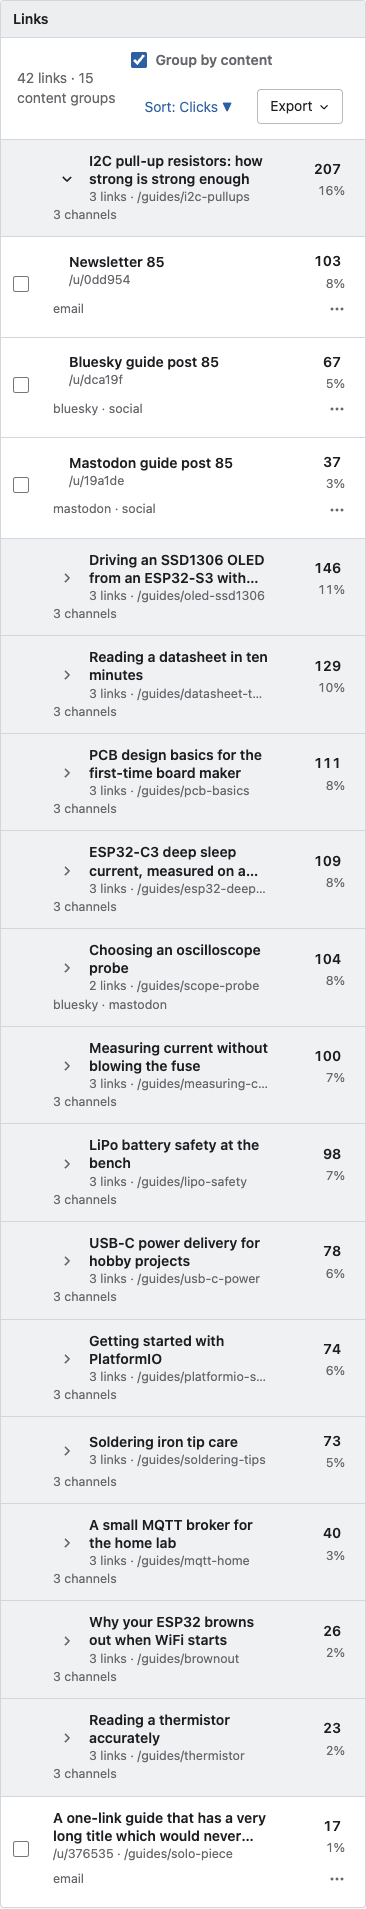 Links
42 links · 15
content groups
Group by content
Sort: Clicks ▼
Export
I2C pull-up resistors: how
strong is strong enough
3 links · /guides/i2c-pullups
3 channels
207
16%
Newsletter 85
/u/0dd954
email
103
8%
···
Bluesky guide post 85
/u/dca19f
bluesky · social
67
5%
···
Mastodon guide post 85
/u/19a1de
mastodon · social
37
3%
···
Driving an SSD1306 OLED
from an ESP32-S3 with...
3 links · /guides/oled-ssd1306
3 channels
146
11%
Reading a datasheet in ten
minutes
3 links · /guides/datasheet-t...
3 channels
129
10%
PCB design basics for the
first-time board maker
3 links · /guides/pcb-basics
3 channels
111
8%
ESP32-C3 deep sleep
current, measured on a...
3 links · /guides/esp32-deep...
3 channels
109
8%
Choosing an oscilloscope
probe
2 links · /guides/scope-probe
bluesky · mastodon
104
8%
Measuring current without
blowing the fuse
3 links · /guides/measuring-c...
3 channels
100
7%
LiPo battery safety at the
bench
3 links · /guides/lipo-safety
3 channels
98
7%
USB-C power delivery for
hobby projects
3 links · /guides/usb-c-power
3 channels
78
6%
Getting started with
PlatformIO
3 links · /guides/platformio-s...
3 channels
74
6%
Soldering iron tip care
3 links · /guides/soldering-tips
3 channels
73
5%
A small MQTT broker for
the home lab
3 links · /guides/mqtt-home
3 channels
40
3%
Why your ESP32 browns
out when WiFi starts
3 links · /guides/brownout
3 channels
26
2%
Reading a thermistor
accurately
3 links · /guides/thermistor
3 channels
23
2%
A one-link guide that has a very
long title which would never...
/u/376535 · /guides/solo-piece
email
17
1%
···